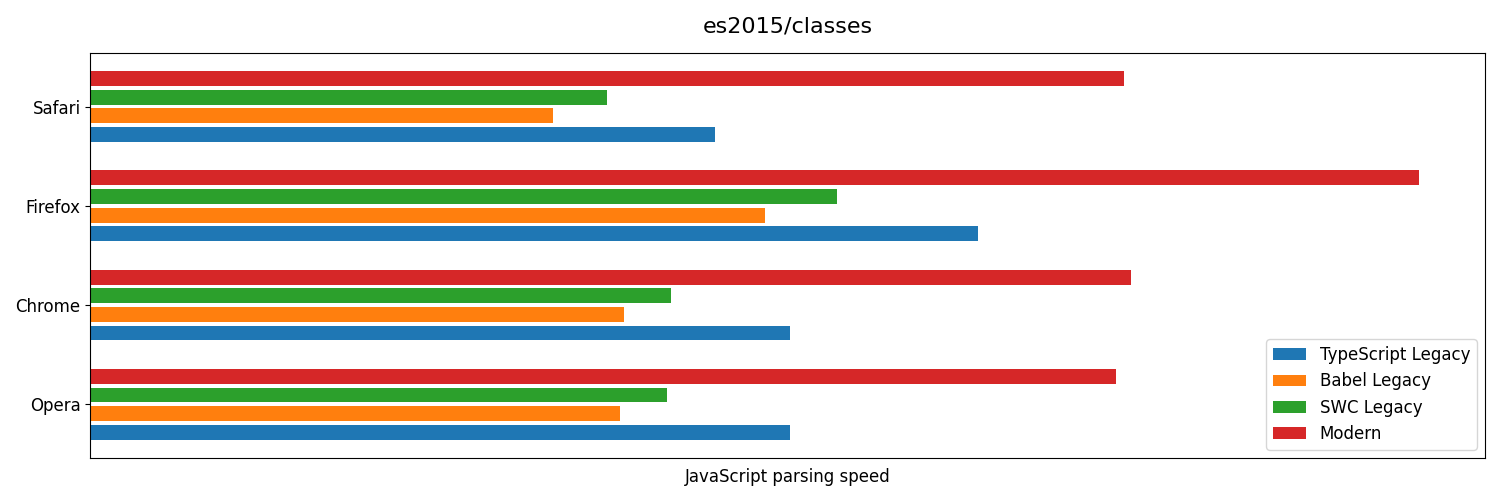 es2015/classes
Safari
Firefox
Chrome
Opera
TypeScript Legacy
Babel Legacy
SWC Legacy
Modern
JavaScript parsing speed